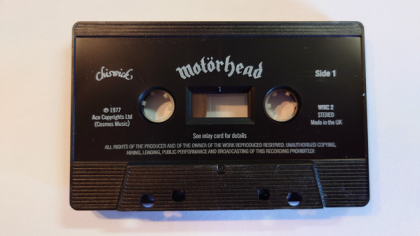 chiswick
motörhead
Side 1
1
℗ 1977
Ace Copyrights Ltd
(Cosmos Music)
WIKC 2
STEREO
Made in the UK
See inlay card for details
ALL RIGHTS OF THE PRODUCER AND OF THE OWNER OF THE WORK REPRODUCED RESERVED. UNAUTHORISED COPYING,
HIRING, LENDING, PUBLIC PERFORMANCE AND BROADCASTING OF THIS RECORDING PROHIBITED